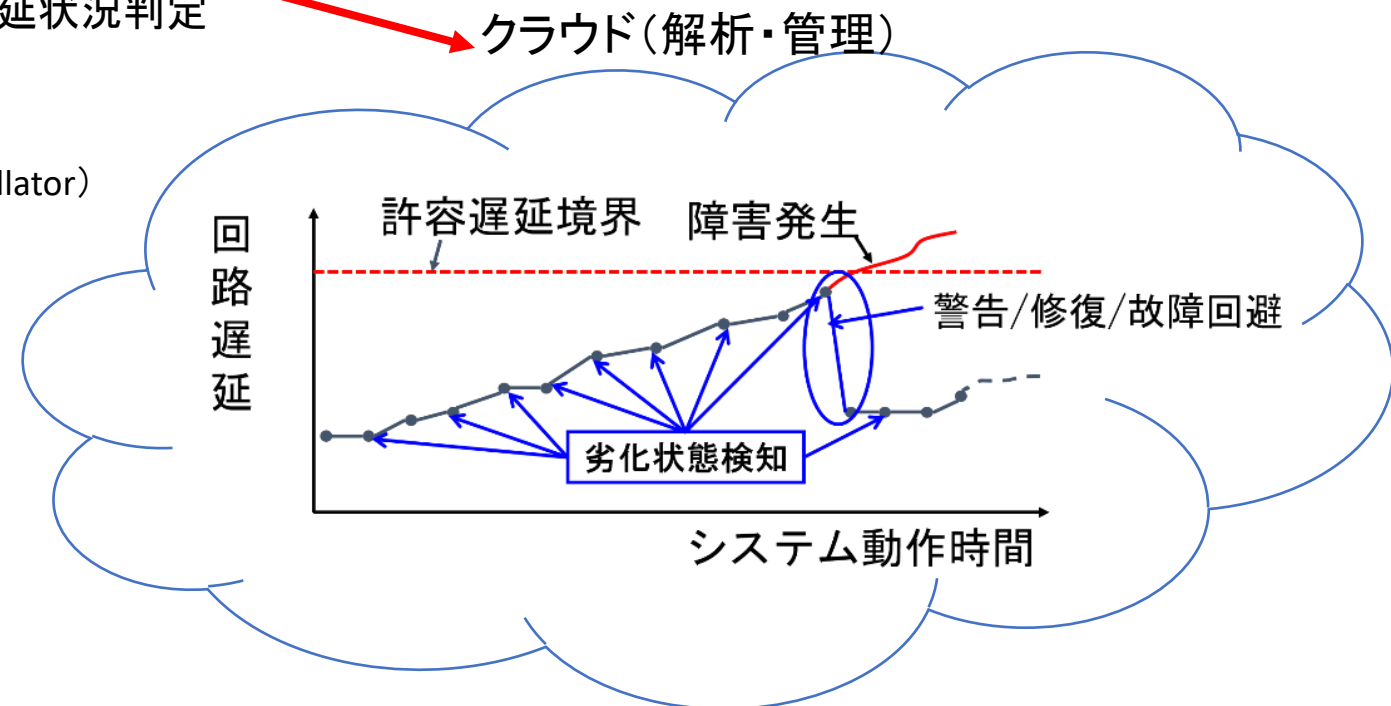 延状況判定
クラウド（解析・管理）
llator）
許容遅延境界
障害発生
回路遅延
警告/修復/故障回避
劣化状態検知
システム動作時間